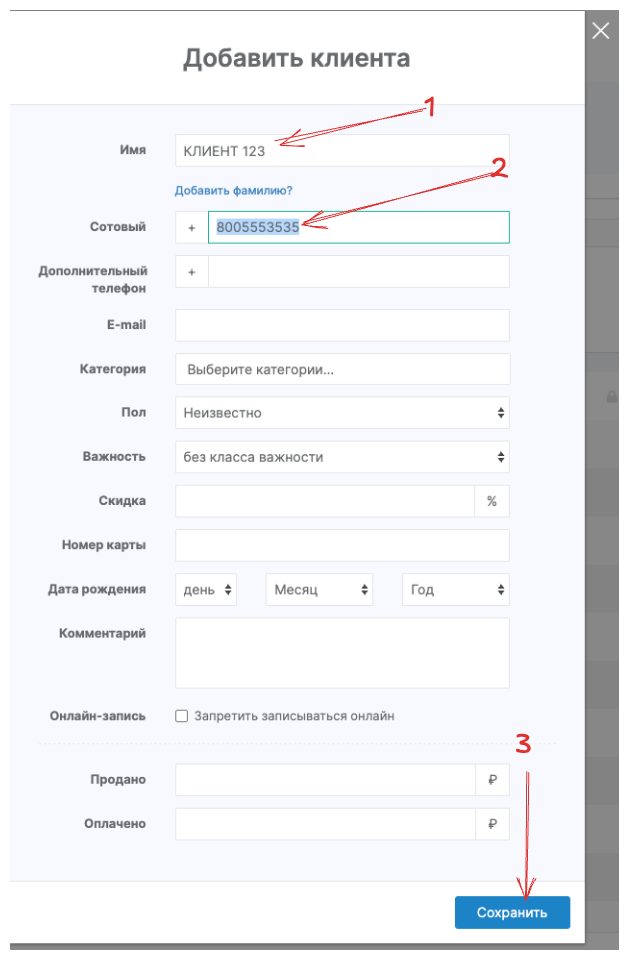 Добавить клиента
1
Имя КЛИЕНТ 123
2
Добавить фамилию?
Сотовый + 8005553535
Дополнительный
телефон +
E-mail
Категория Выберите категории...
Пол Неизвестно
Важность без класса важности
Скидка %
Номер карты
Дата рождения день Месяц Год
Комментарий
Онлайн-запись Запретить записываться онлайн
3
Продано ₽
Оплачено ₽
Сохранить